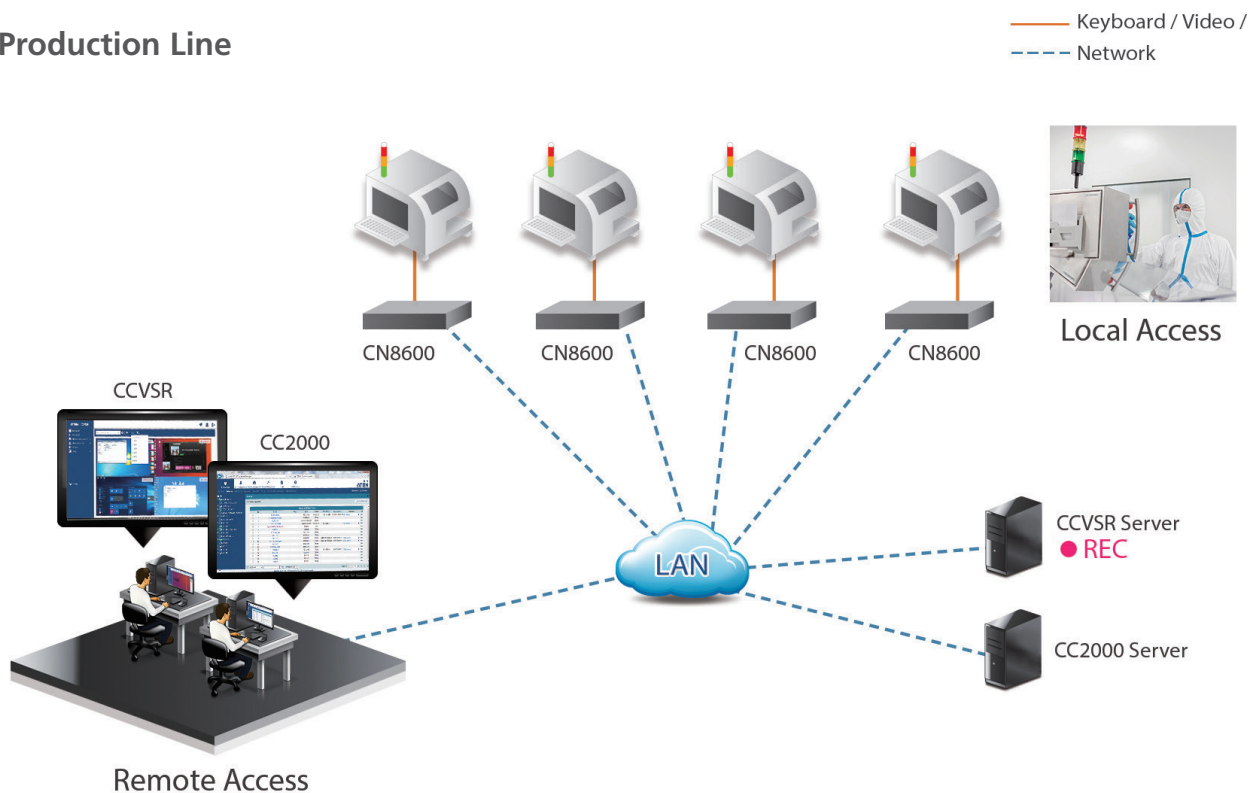 Production Line
Keyboard / Video /
Network
CN8600
CN8600
CN8600
CN8600
Local Access
CCVSR
CC2000
LAN
CCVSR Server
REC
CC2000 Server
Remote Access